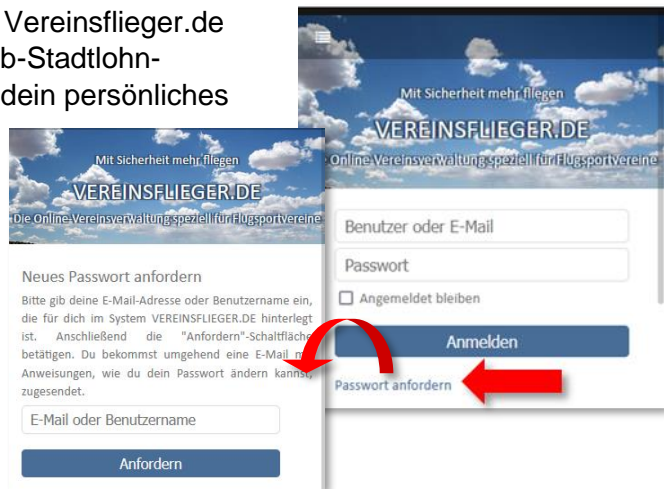 Vereinsflieger.de
b-Stadtlohn-
dein persönliches
Mit Sicherheit mehr fliegen
VEREINSFLIEGER.DE
Die Online-Vereinsverwaltung speziell für Flugsportvereine
Neues Passwort anfordern
Bitte gib deine E-Mail-Adresse oder Benutzername ein,
die für dich im System VEREINSFLIEGER.DE hinterlegt
ist. Anschließend die "Anfordern"-Schaltfläche
betätigen. Du bekommst umgehend eine E-Mail
Anweisungen, wie du dein Passwort ändern kannst,
zugesendet.
E-Mail oder Benutzername
Anfordern
Mit Sicherheit mehr fliegen
VEREINSFLIEGER.DE
Online-Vereinsverwaltung speziell für Flugsportvereine
Benutzer oder E-Mail
Passwort
Angemeldet bleiben
Anmelden
Passwort anfordern